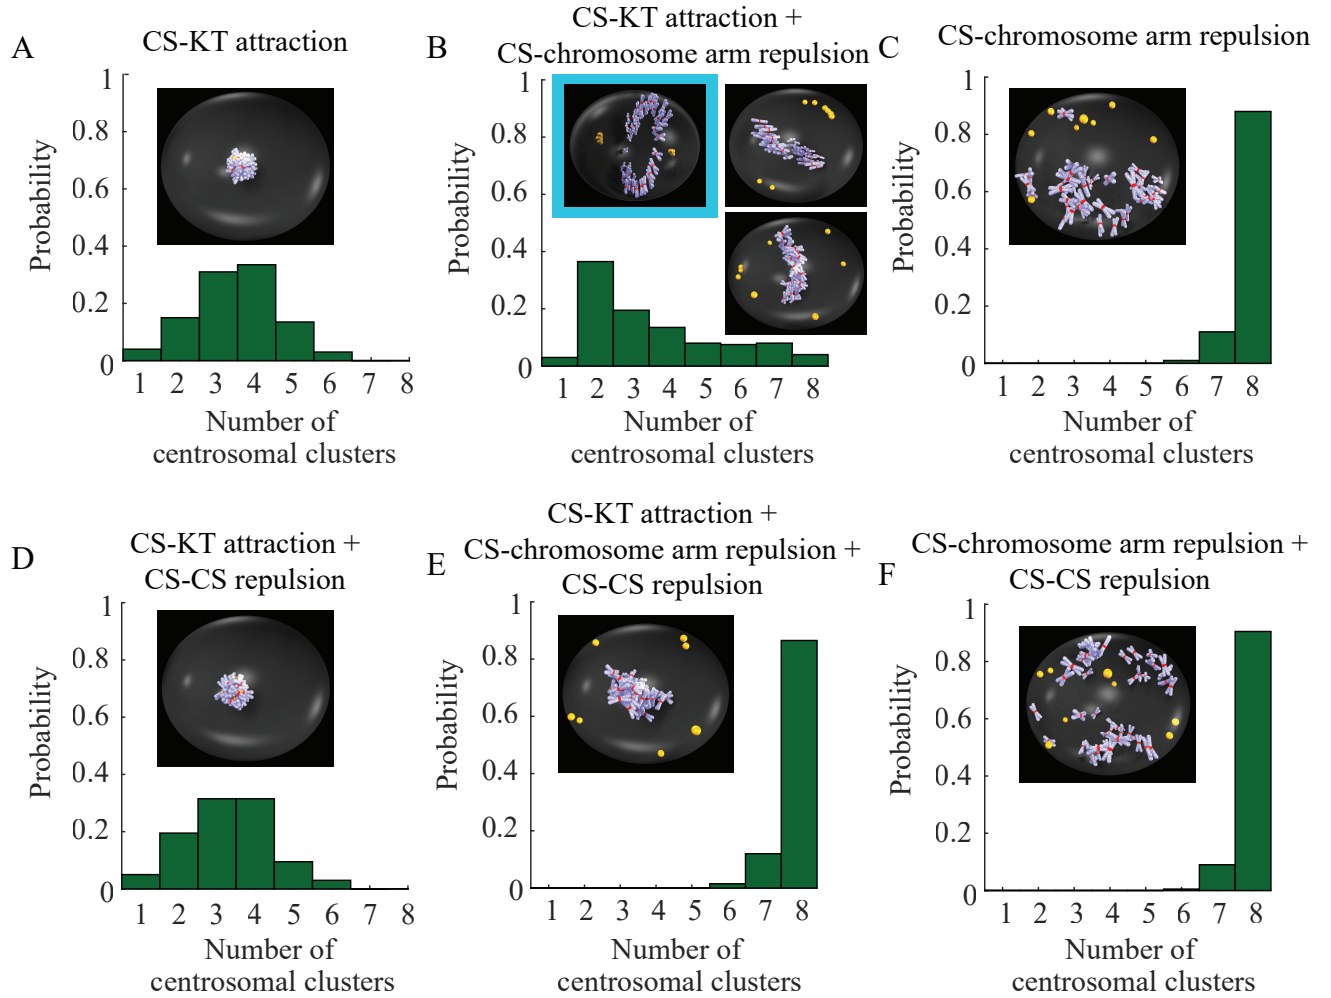 A
CS-KT attraction
1
0.8
0.6
0.4
0.2
0
Probability
1 2 3 4 5 6 7 8
Number of
centrosomal clusters
B
CS-KT attraction +
CS-chromosome arm repulsion
1
0.8
0.6
0.4
0.2
0
Probability
1 2 3 4 5 6 7 8
Number of
centrosomal clusters
C
CS-chromosome arm repulsion
1
0.8
0.6
0.4
0.2
0
Probability
1 2 3 4 5 6 7 8
Number of
centrosomal clusters
D
CS-KT attraction +
CS-CS repulsion
1
0.8
0.6
0.4
0.2
0
Probability
1 2 3 4 5 6 7 8
Number of
centrosomal clusters
E
CS-KT attraction +
CS-chromosome arm repulsion +
CS-CS repulsion
1
0.8
0.6
0.4
0.2
0
Probability
1 2 3 4 5 6 7 8
Number of
centrosomal clusters
F
CS-chromosome arm repulsion +
CS-CS repulsion
1
0.8
0.6
0.4
0.2
0
Probability
1 2 3 4 5 6 7 8
Number of
centrosomal clusters